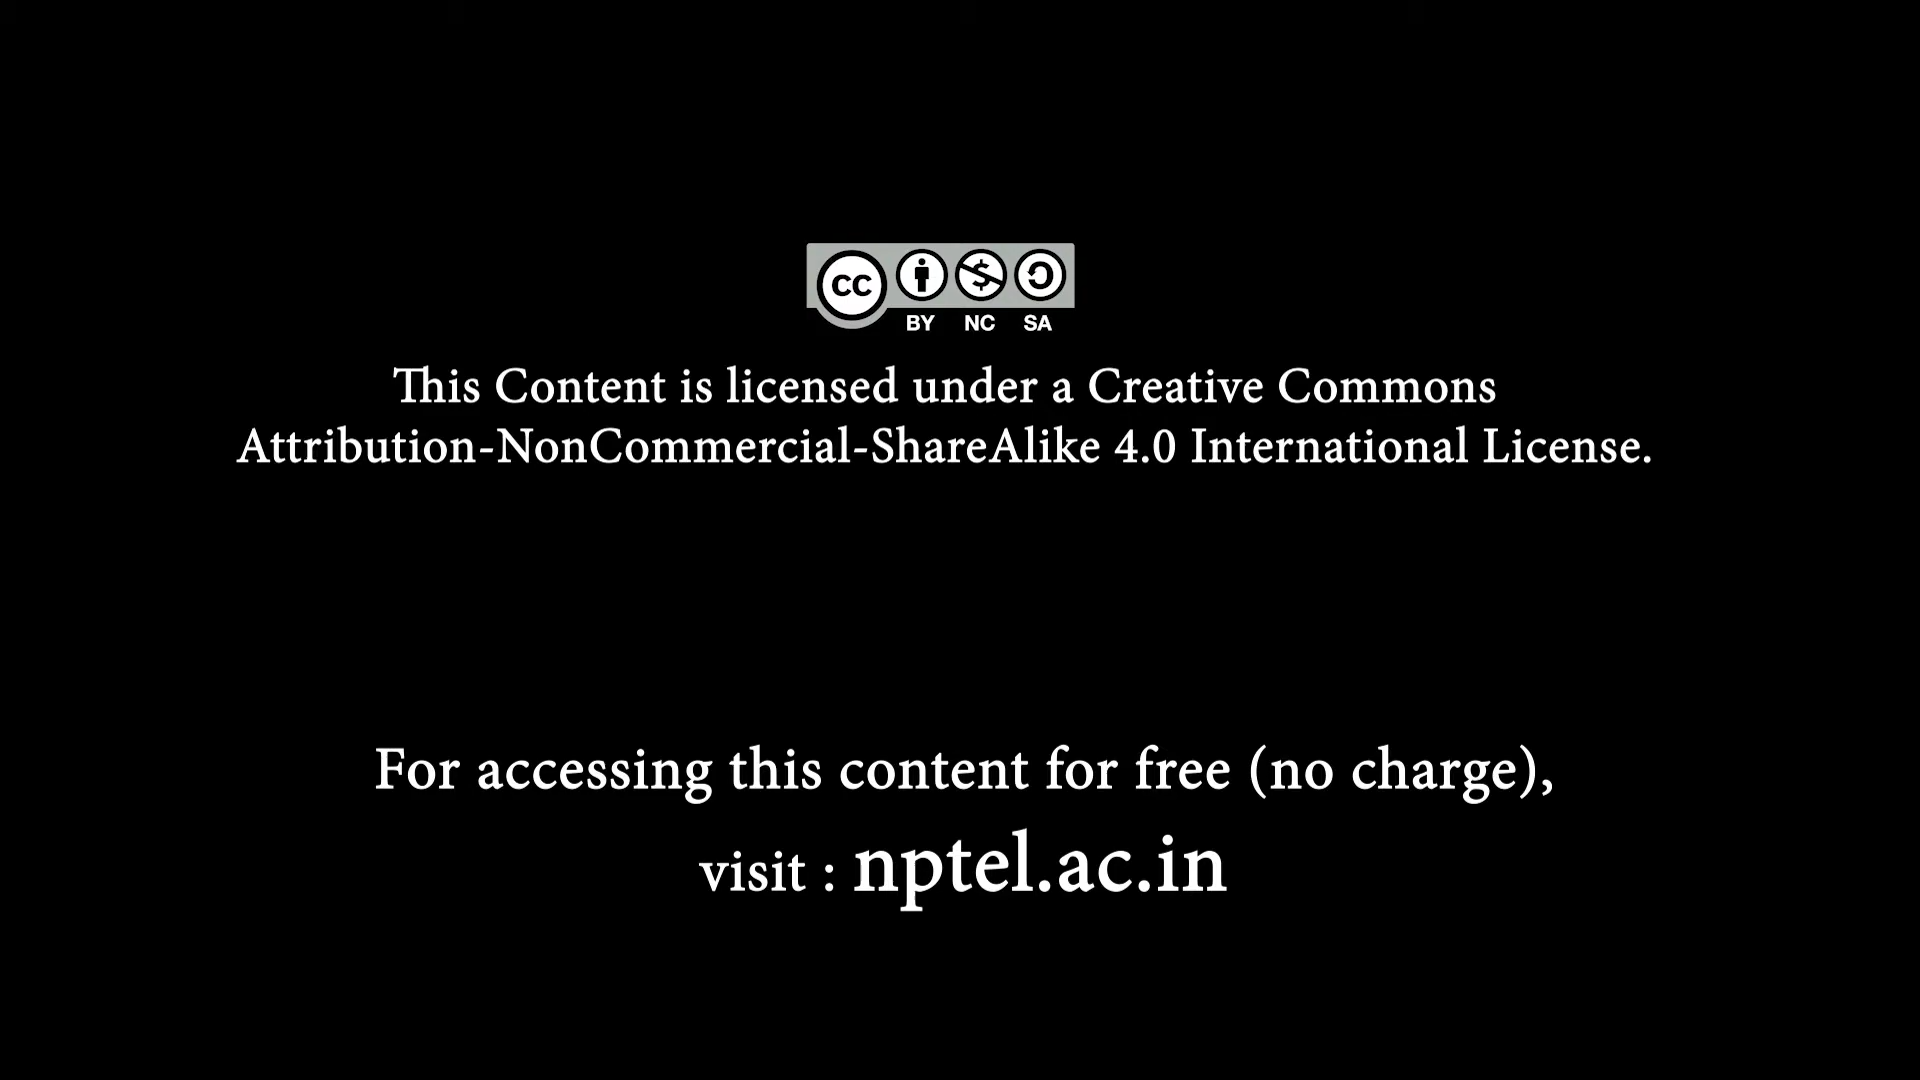 CC BY NC SA
This Content is licensed under a Creative Commons
Attribution-NonCommercial-ShareAlike 4.0 International License.
For accessing this content for free (no charge),
visit : nptel.ac.in